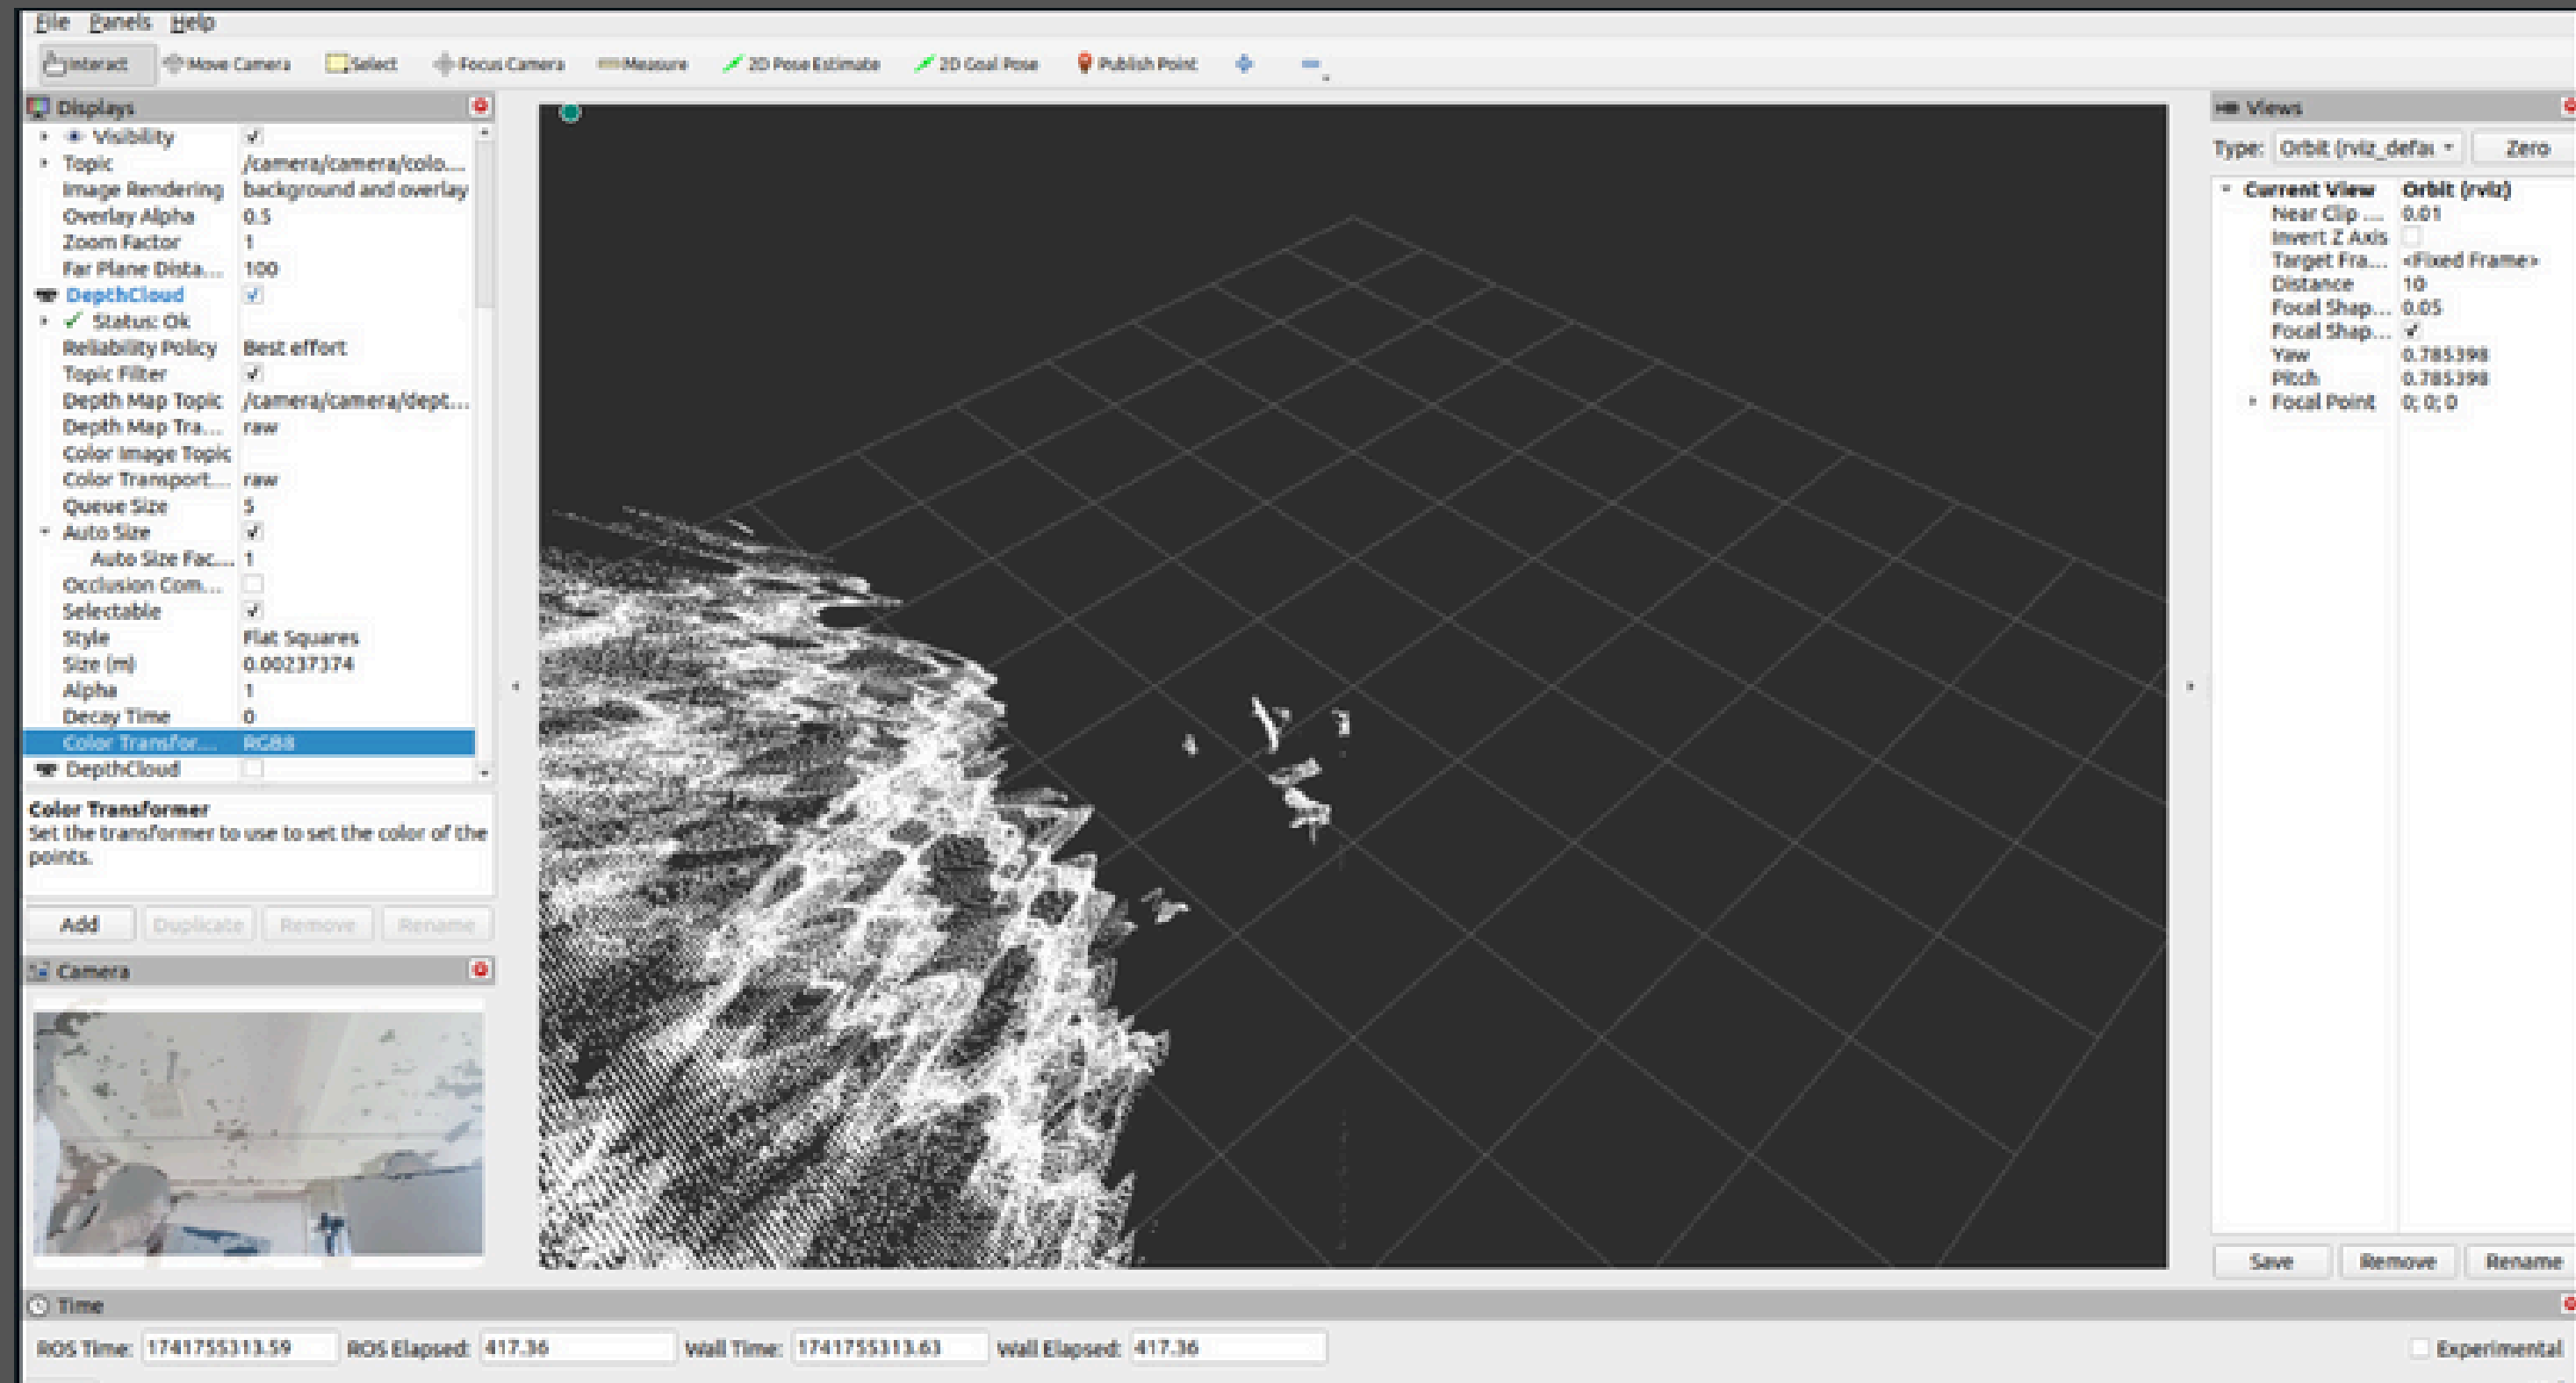 File Panels Help
Interact Move Camera Select Focus Camera Measure 2D Pose Estimate 2D Goal Pose Publish Point
Displays
Visibility
Topic /camera/camera/colo....
Image Rendering background and overlay
Overlay Alpha 0.5
Zoom Factor 1
Far Plane Dista... 100
DepthCloud
Status: Ok
Reliability Policy Best effort
Topic Filter
Depth Map Topic /camera/camera/dept...
Depth Map Tra... raw
Color Image Topic
Color Transport... raw
Queue Size 5
Auto Size
Auto Size Fac... 1
Occlusion Com...
Selectable
Style Flat Squares
Size (m) 0.00237374
Alpha 1
Decay Time 0
Color Transfor... RGB8
DepthCloud
Color Transformer
Set the transformer to use to set the color of the
points.
Add Duplicate Remove Rename
Camera
Views
Type: Orbit (rviz_defau Zero
Current View Orbit (rviz)
Near Clip ... 0.01
Invert Z Axis
Target Fra... <Fixed Frame>
Distance 10
Focal Shap... 0.05
Focal Shap...
Yaw 0.785398
Pitch 0.785398
Focal Point 0; 0; 0
Save Remove Rename
Time
ROS Time: 1741755313.59 ROS Elapsed: 417.36 Wall Time: 1741755313.63 Wall Elapsed: 417.36 Experimental